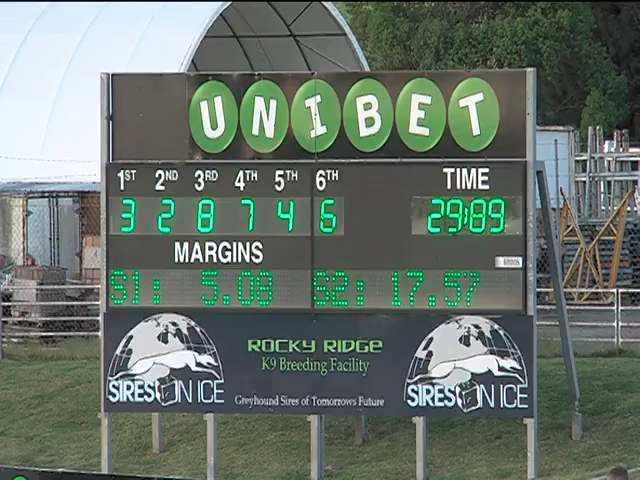 UNIBET
1ST 2ND 3RD 4TH 5TH 6TH TIME
3 2 8 7 4 6 29:89
MARGINS
S1: 5.08 S2: 17.57
ROCKY RIDGE
K9 Breeding Facility
SIRES ON ICE SIRES ON ICE
Greyhound Sires of Tomorrows Future